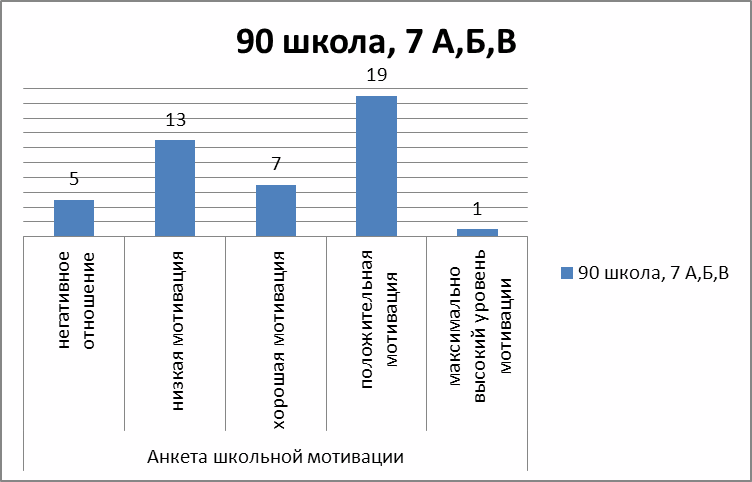 90 школа, 7 А,Б,В
5
13
7
19
1
негативное
отношение
низкая мотивация
хорошая мотивация
положительная
мотивация
максимально
высокий уровень
мотивации
Анкета школьной мотивации
90 школа, 7 А,Б,В